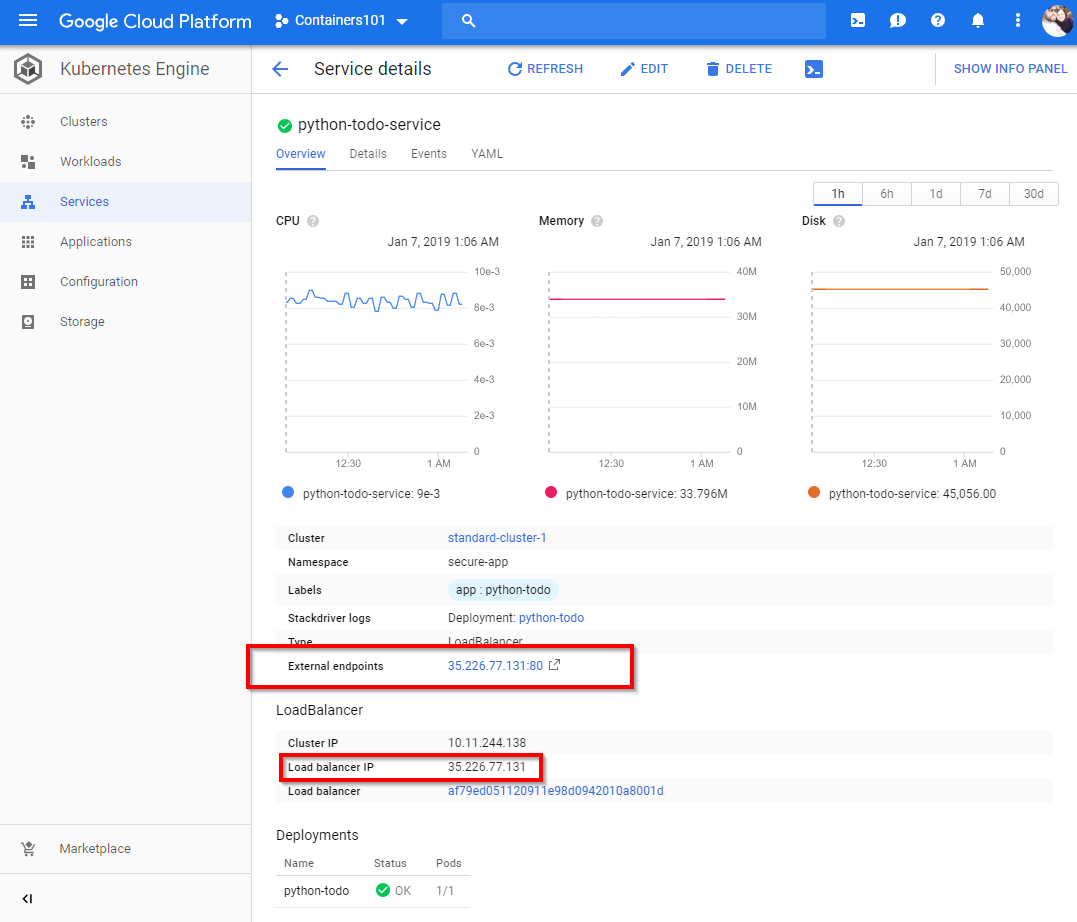 Google Cloud Platform Containers101
Kubernetes Engine
Service details REFRESH EDIT DELETE SHOW INFO PANEL
Clusters
Workloads
Services
Applications
Configuration
Storage
Marketplace
python-todo-service
Overview Details Events YAML
1h 6h 1d 7d 30d
CPU
Jan 7, 2019 1:06 AM
10e-3
8e-3
6e-3
4e-3
2e-3
0
12:30 1 AM
python-todo-service: 9e-3
Memory
Jan 7, 2019 1:06 AM
40M
30M
20M
10M
0
12:30 1 AM
python-todo-service: 33.796M
Disk
Jan 7, 2019 1:06 AM
50,000
40,000
30,000
20,000
10,000
0
12:30 1 AM
python-todo-service: 45,056.00
Cluster standard-cluster-1
Namespace secure-app
Labels app : python-todo
Stackdriver logs Deployment: python-todo
Type LoadBalancer
External endpoints 35.226.77.131:80
LoadBalancer
Cluster IP 10.11.244.138
Load balancer IP 35.226.77.131
Load balancer af79ed051120911e98d0942010a8001d
Deployments
Name Status Pods
python-todo OK 1/1